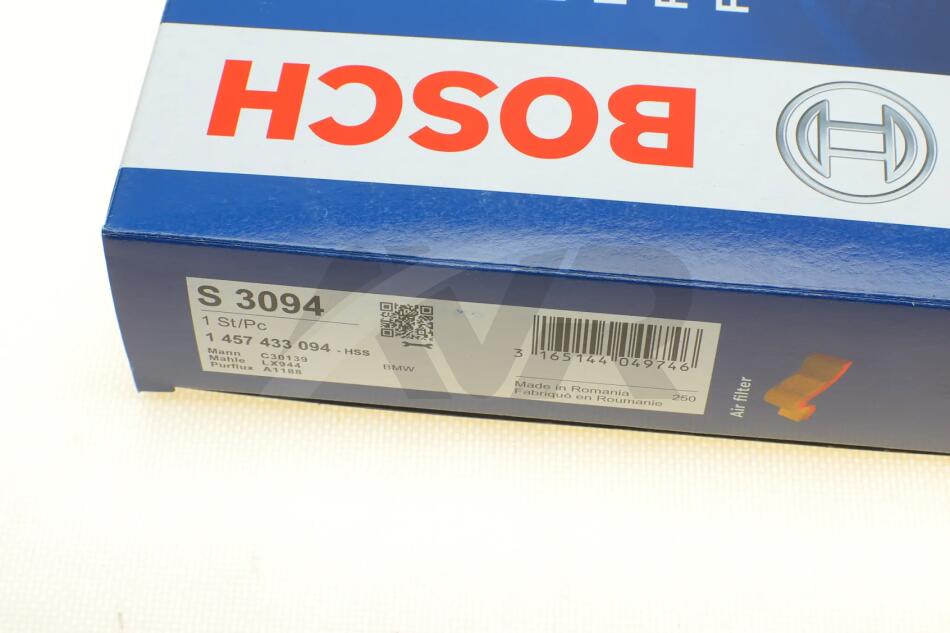 BOSCH
S 3094
1 St/Pc
1 457 433 094 - HSS
Mann C30139
Mahle LX944
Purflux A1188
BMW
3 165144 049746
Made in Romania
Fabriqué en Roumanie 250
Air filter
AVR